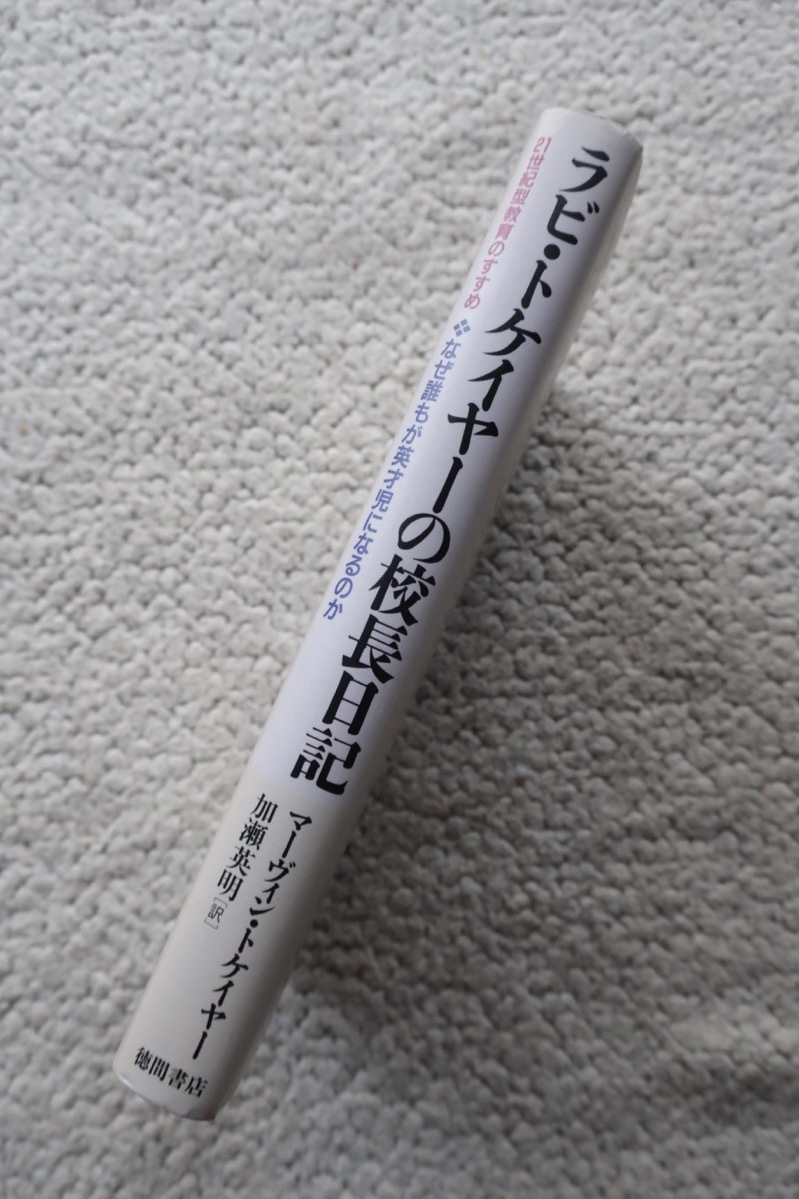 ラビ・トケイヤーの校長日記
21世紀型教育のすすめ❖なぜ誰もが英才児になるのか
マーヴィン・トケイヤー
加瀬英明[訳]
徳間書店